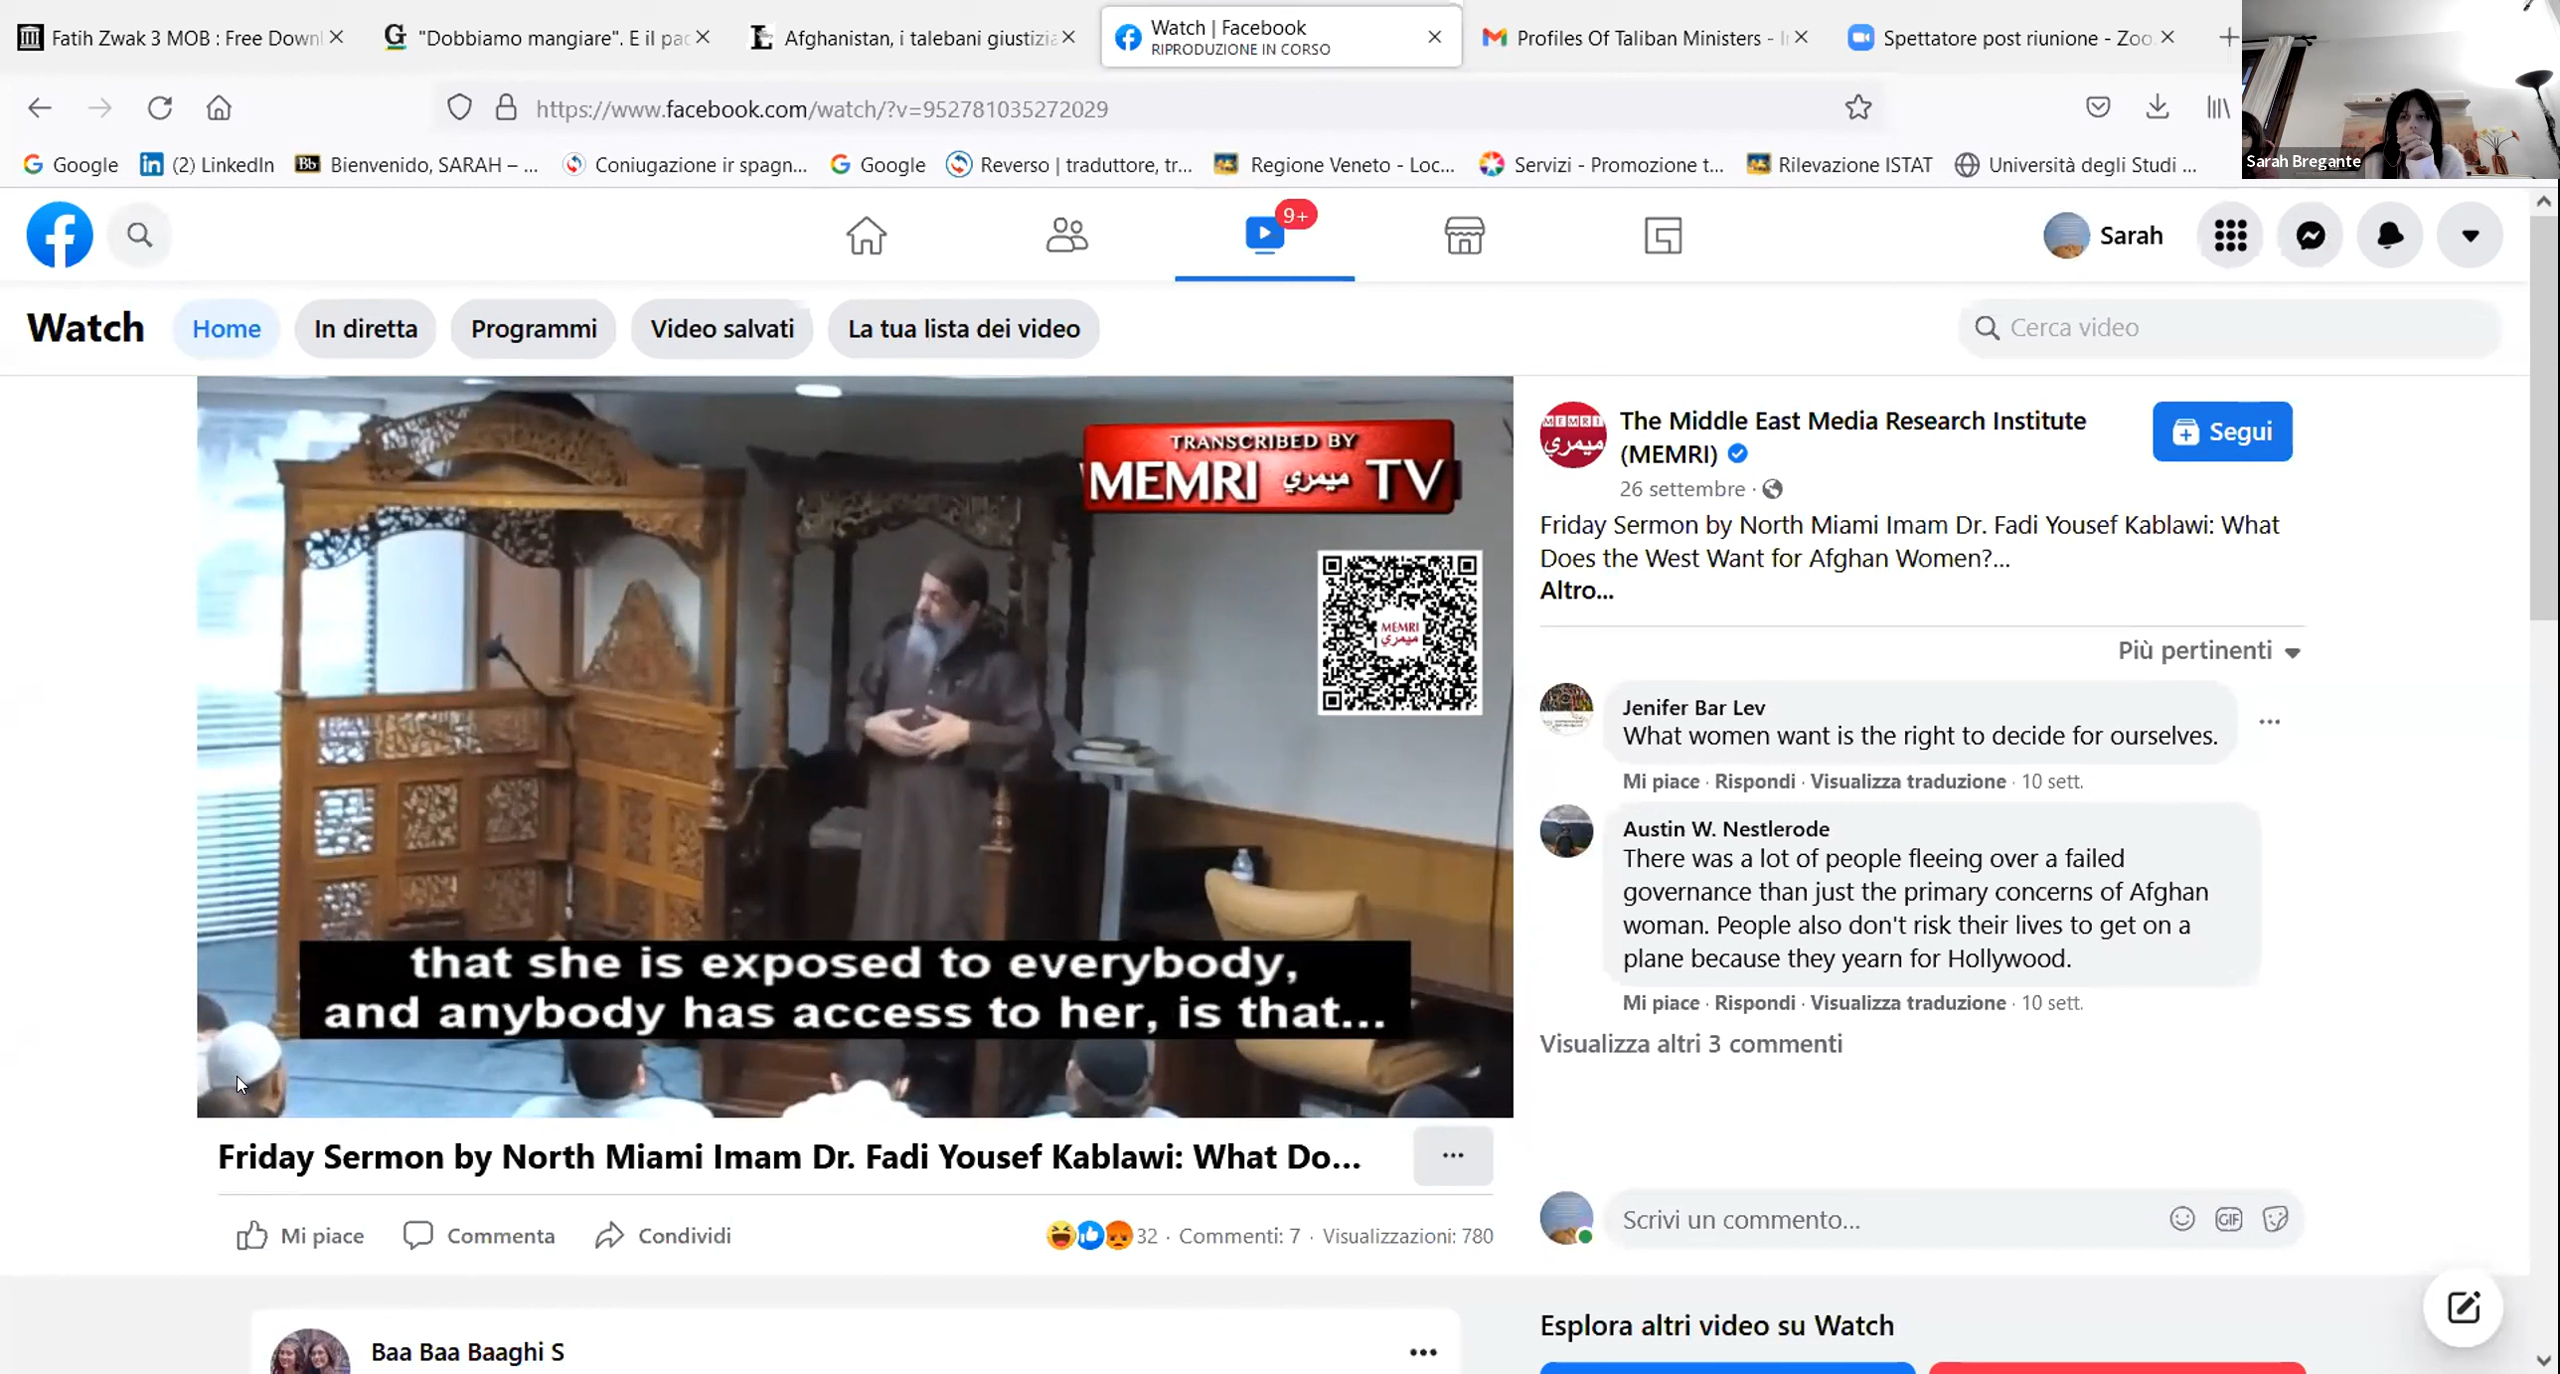 Fatih Zwak 3 MOB : Free Downl
"Dobbiamo mangiare". E il pad
Afghanistan, i talebani giustizia
Watch | Facebook
RIPRODUZIONE IN CORSO
Profiles Of Taliban Ministers - I
Spettatore post riunione - Zoo
https://www.facebook.com/watch/?v=952781035272029
Sarah Bregante
Google
(2) LinkedIn
Bb Bienvenido, SARAH – ...
Coniugazione ir spagn...
Google
Reverso | traduttore, tr...
Regione Veneto - Loc...
Servizi - Promozione t...
Rilevazione ISTAT
Università degli Studi ...
9+
Sarah
Watch
Home
In diretta
Programmi
Video salvati
La tua lista dei video
Cerca video
TRANSCRIBED BY
MEMRI ميمري TV
MEMRI
ميمري
that she is exposed to everybody,
and anybody has access to her, is that...
Friday Sermon by North Miami Imam Dr. Fadi Yousef Kablawi: What Do...
Mi piace
Commenta
Condividi
32 · Commenti: 7 · Visualizzazioni: 780
MEMRI
ميمري
The Middle East Media Research Institute
(MEMRI)
Segui
26 settembre ·
Friday Sermon by North Miami Imam Dr. Fadi Yousef Kablawi: What
Does the West Want for Afghan Women?...
Altro...
Più pertinenti
Jenifer Bar Lev
What women want is the right to decide for ourselves.
Mi piace · Rispondi · Visualizza traduzione · 10 sett.
Austin W. Nestlerode
There was a lot of people fleeing over a failed
governance than just the primary concerns of Afghan
woman. People also don't risk their lives to get on a
plane because they yearn for Hollywood.
Mi piace · Rispondi · Visualizza traduzione · 10 sett.
Visualizza altri 3 commenti
Scrivi un commento...
GIF
Baa Baa Baaghi S
Esplora altri video su Watch